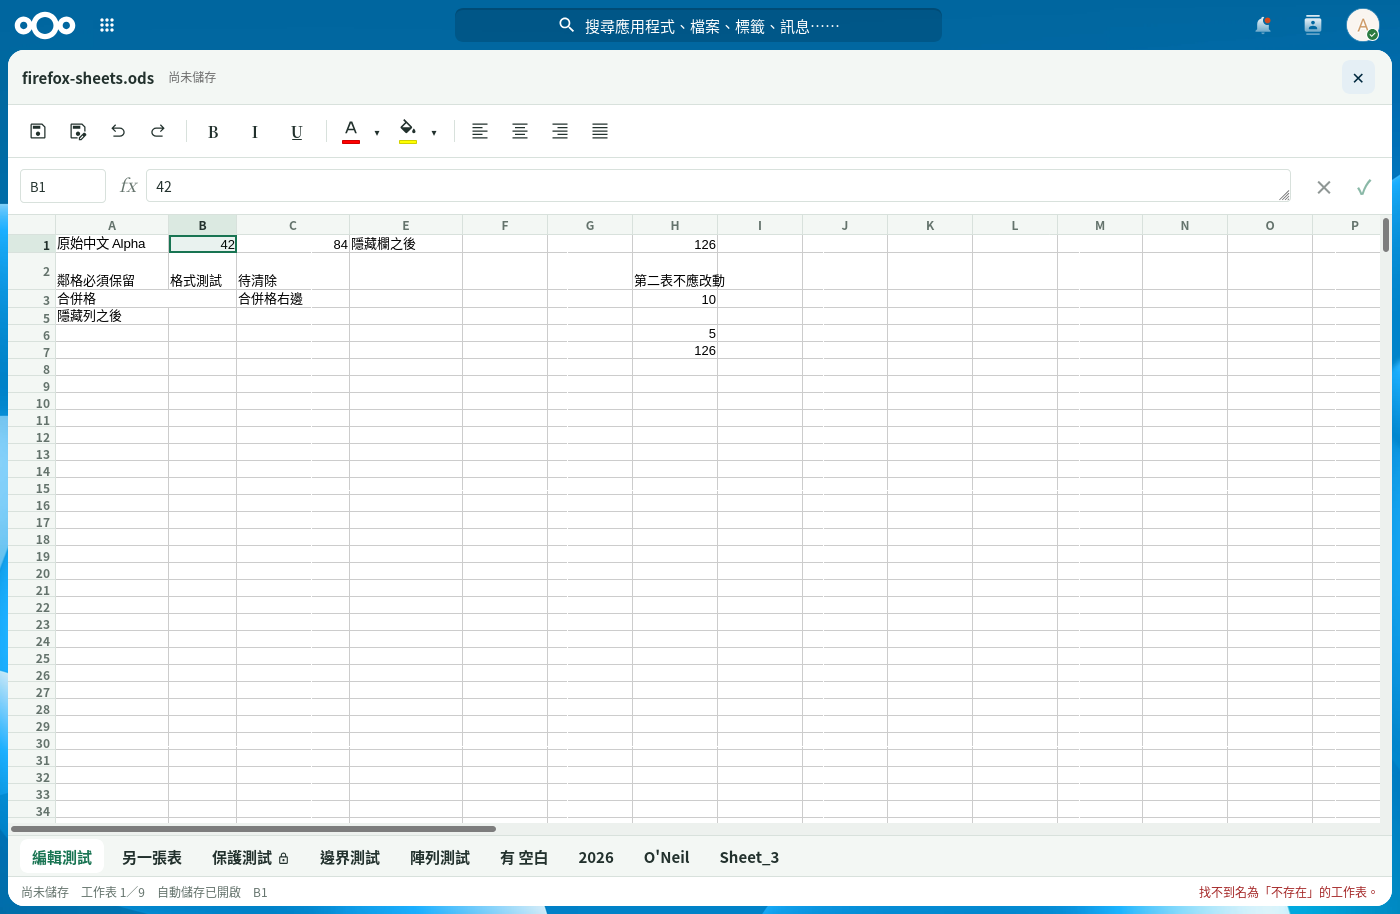 搜尋應用程式、檔案、標籤、訊息⋯⋯
A
firefox-sheets.ods 尚未儲存
B I U A
B1 fx 42
A B C E F G H I J K L M N O P
1 原始中文 Alpha 42 84 隱藏欄之後 126
2 鄰格必須保留 格式測試 待清除 第二表不應改動
3 合併格 合併格右邊 10
5 隱藏列之後
6 5
7 126
8
9
10
11
12
13
14
15
16
17
18
19
20
21
22
23
24
25
26
27
28
29
30
31
32
33
34
編輯測試 另一張表 保護測試 邊界測試 陣列測試 有 空白 2026 O'Neil Sheet_3
尚未儲存 工作表 1／9 自動儲存已開啟 B1 找不到名為「不存在」的工作表。